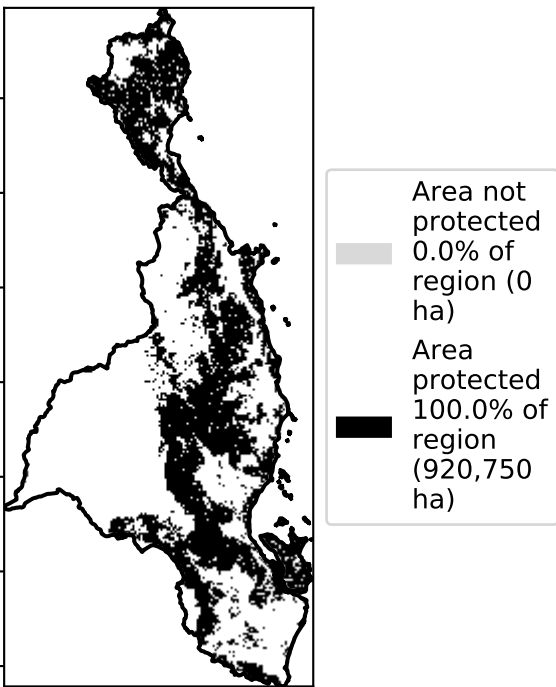 Area not
protected
0.0% of
region (0
ha)
Area
protected
100.0% of
region
(920,750
ha)